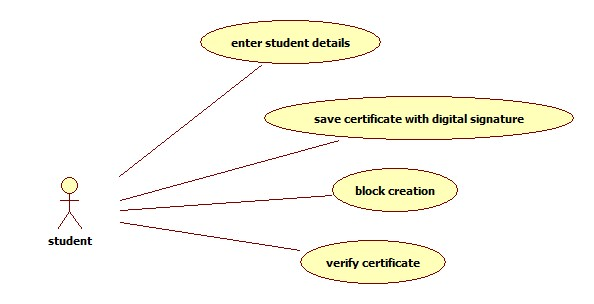 enter student details
save certificate with digital signature
block creation
student
verify certificate